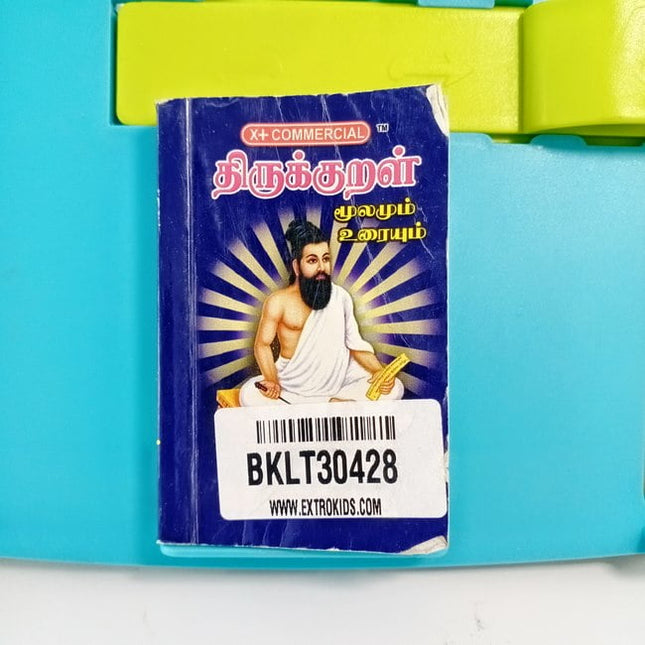 X+ COMMERCIAL TM
திருக்குறள்
மூலமும்
உரையும்
BKLT30428
WWW.EXTROKIDS.COM